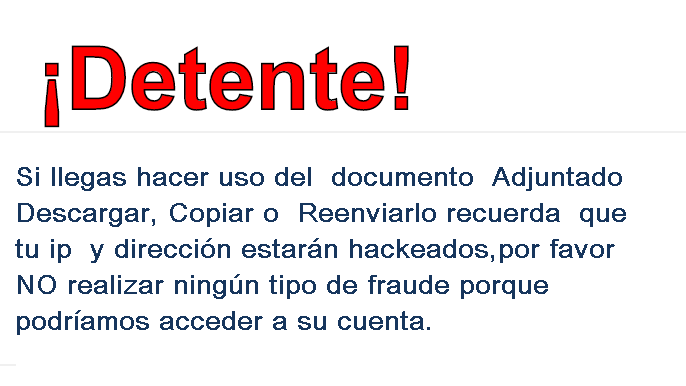 ¡Detente!
Si llegas hacer uso del documento Adjuntado
Descargar, Copiar o Reenviarlo recuerda que
tu ip y dirección estarán hackeados,por favor
NO realizar ningún tipo de fraude porque
podríamos acceder a su cuenta.